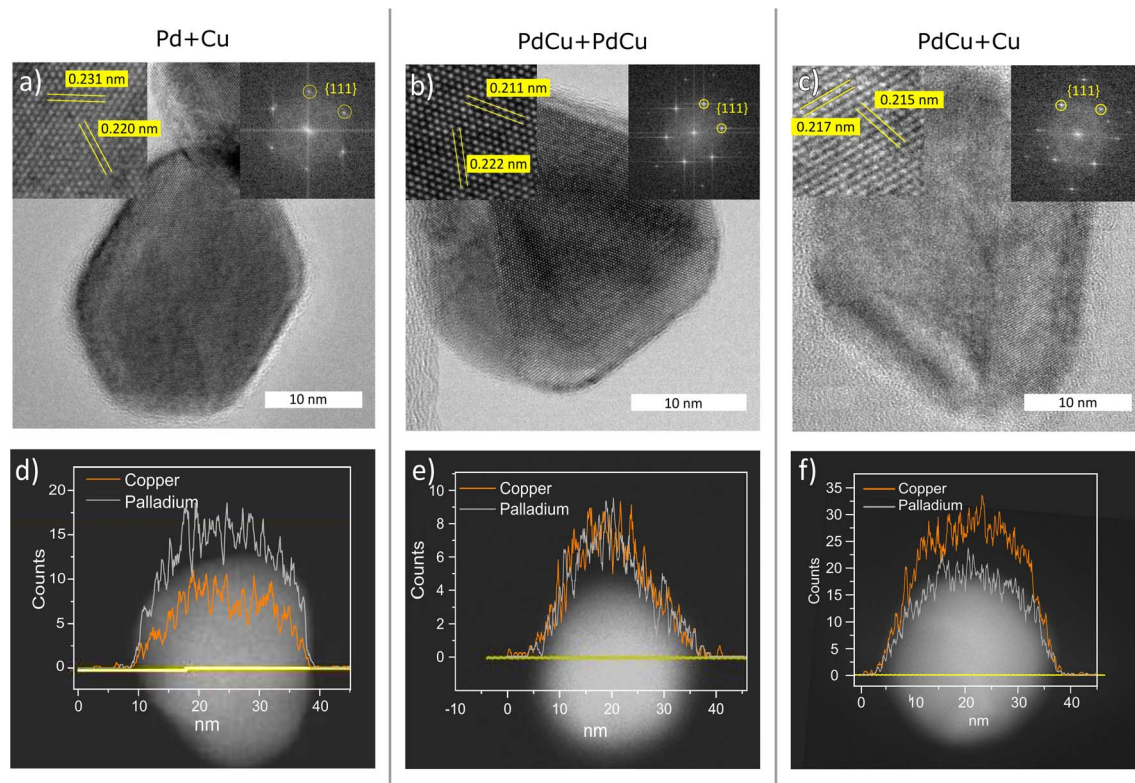 Pd+Cu
PdCu+PdCu
PdCu+Cu
a)
0.231 nm
0.220 nm
{111}
10 nm
b)
0.211 nm
0.222 nm
{111}
10 nm
c)
0.215 nm
0.217 nm
{111}
10 nm
d)
Copper
Palladium
Counts
20
15
10
5
0
10 20 30 40
nm
e)
Copper
Palladium
Counts
10
8
6
4
2
0
-10 0 10 20 30 40
nm
f)
Copper
Palladium
Counts
35
30
25
20
15
10
5
0
0 10 20 30 40
nm